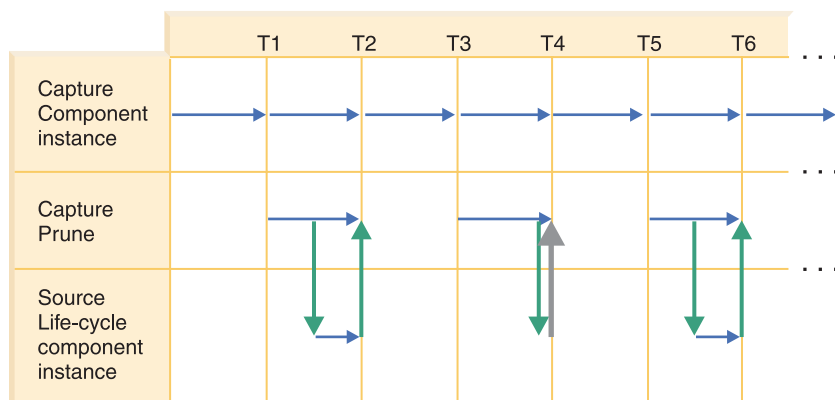 T1 T2 T3 T4 T5 T6
. . .
Capture
Component
instance
. . .
Capture
Prune
. . .
Source
Life-cycle
component
instance